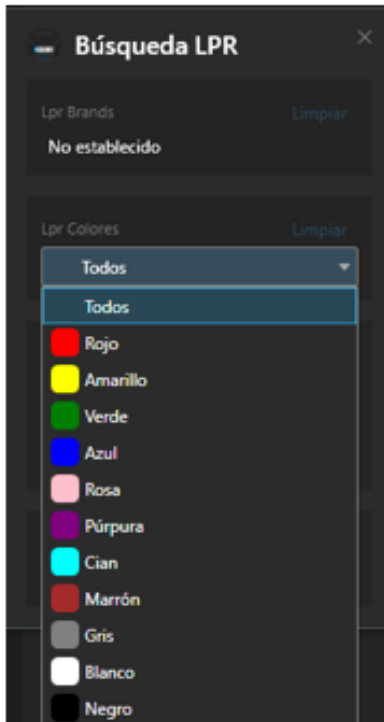 Búsqueda LPR
Lpr Brands Limpiar
No establecido
Lpr Colores Limpiar
Todos
Todos
Rojo
Amarillo
Verde
Azul
Rosa
Púrpura
Cian
Marrón
Gris
Blanco
Negro